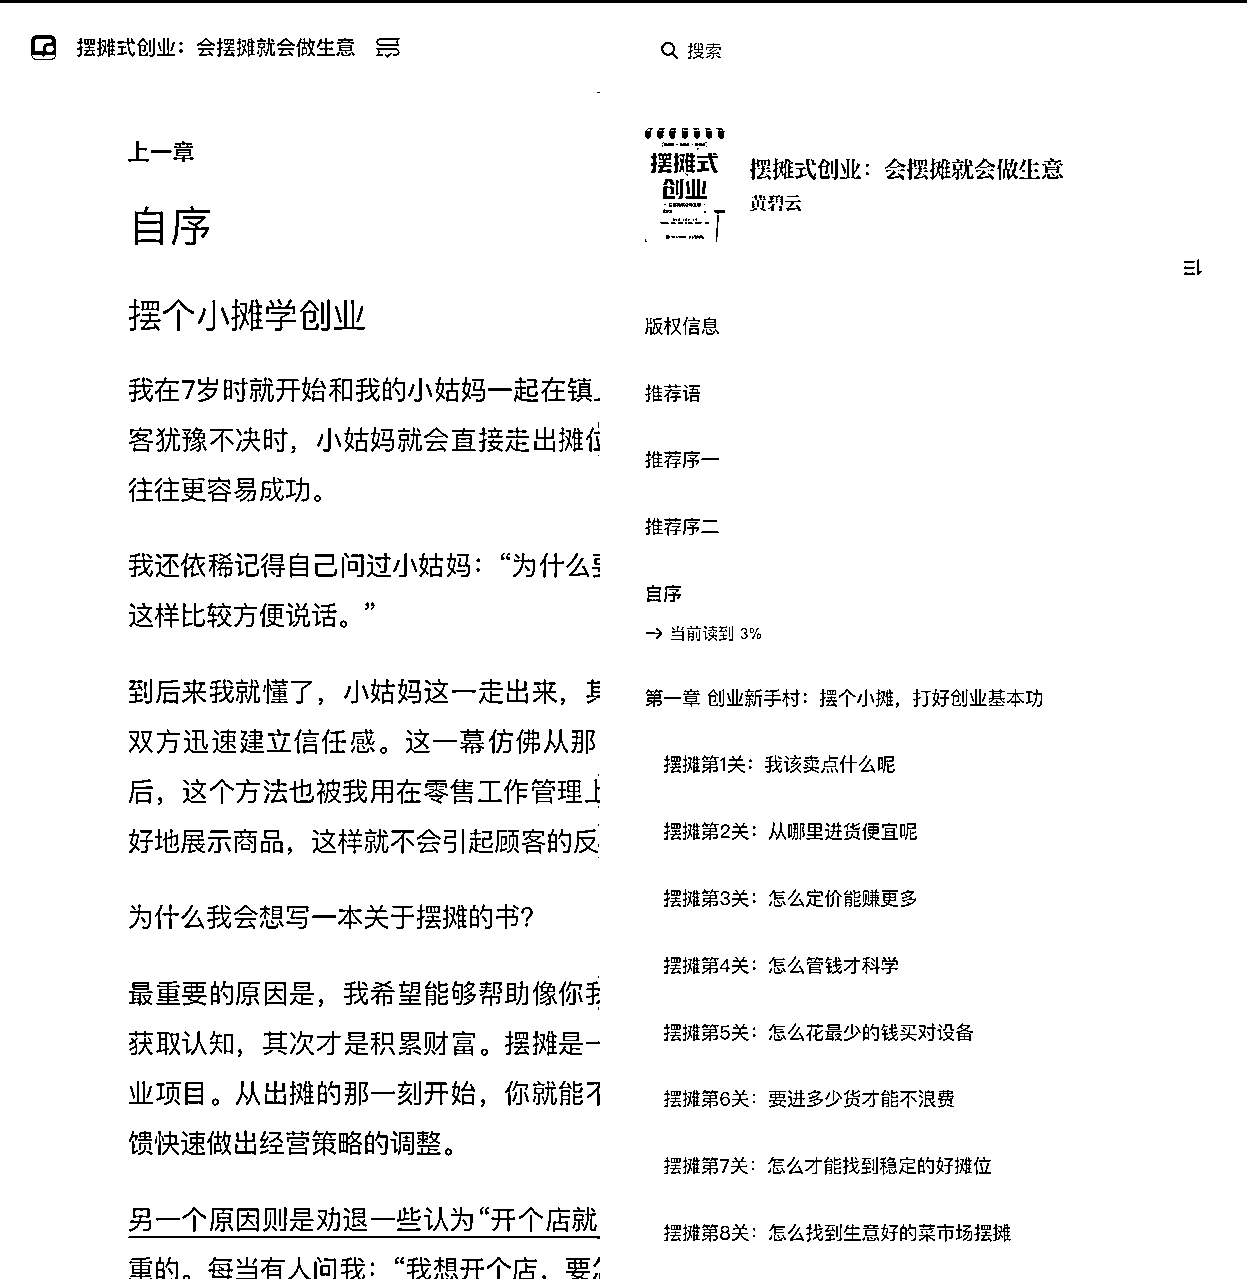 摆摊式创业：会摆摊就会做生意
上一章
自序
摆个小摊学创业
我在7岁时就开始和我的小姑妈一起在镇
客犹豫不决时，小姑妈就会直接走出摊位
往往更容易成功。
我还依稀记得自己问过小姑妈：“为什么要
这样比较方便说话。”
到后来我就懂了，小姑妈这一走出来，其
双方迅速建立信任感。这一幕仿佛从那
后，这个方法也被我用在零售工作管理上
好地展示商品，这样就不会引起顾客的反
为什么我会想写一本关于摆摊的书？
最重要的原因是，我希望能够帮助像你我
获取认知，其次才是积累财富。摆摊是一
业项目。从出摊的那一刻开始，你就能不
馈快速做出经营策略的调整。
另一个原因则是劝退一些认为“开个店就
重的。每当有人问我：“我想开个店，要怎
搜索
摆摊式
创业
摆摊式创业：会摆摊就会做生意
黄碧云
版权信息
推荐语
推荐序一
推荐序二
自序
→ 当前读到 3%
第一章 创业新手村：摆个小摊，打好创业基本功
摆摊第1关：我该卖点什么呢
摆摊第2关：从哪里进货便宜呢
摆摊第3关：怎么定价能赚更多
摆摊第4关：怎么管钱才科学
摆摊第5关：怎么花最少的钱买对设备
摆摊第6关：要进多少货才能不浪费
摆摊第7关：怎么才能找到稳定的好摊位
摆摊第8关：怎么找到生意好的菜市场摆摊